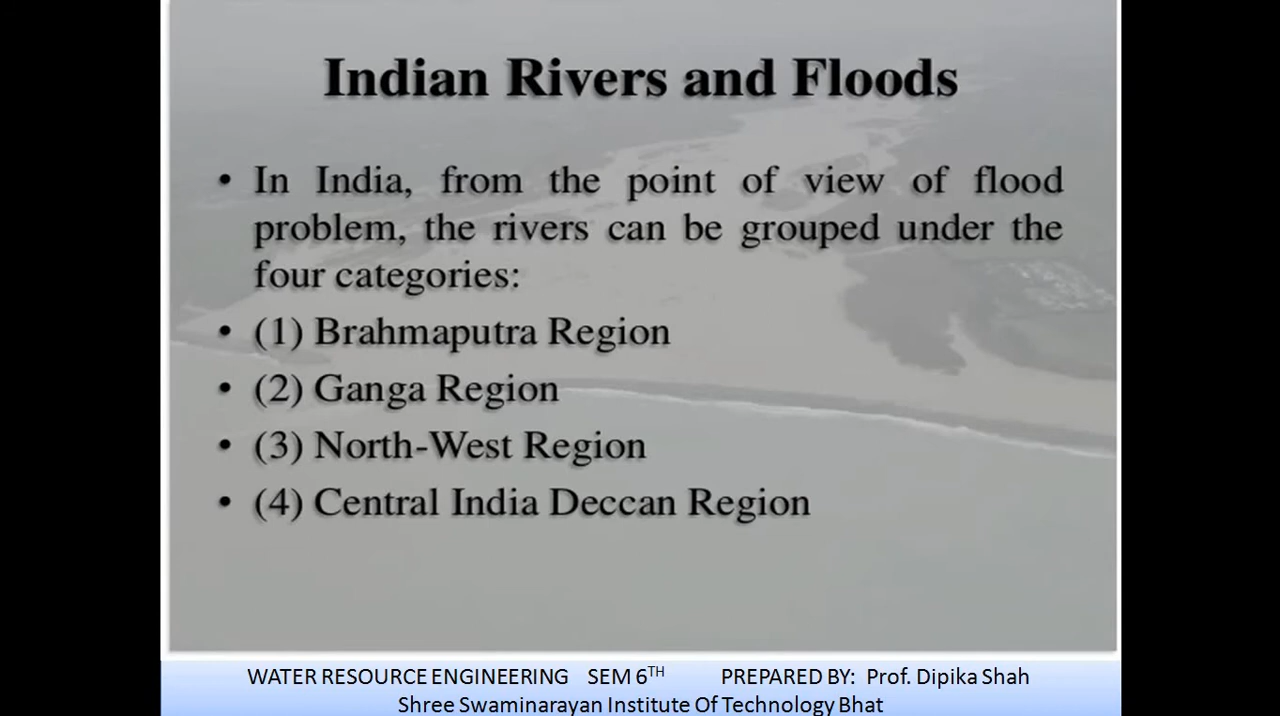 Indian Rivers and Floods
• In India, from the point of view of flood
problem, the rivers can be grouped under the
four categories:
• (1) Brahmaputra Region
• (2) Ganga Region
• (3) North-West Region
• (4) Central India Deccan Region
WATER RESOURCE ENGINEERING SEM 6TH PREPARED BY: Prof. Dipika Shah
Shree Swaminarayan Institute Of Technology Bhat